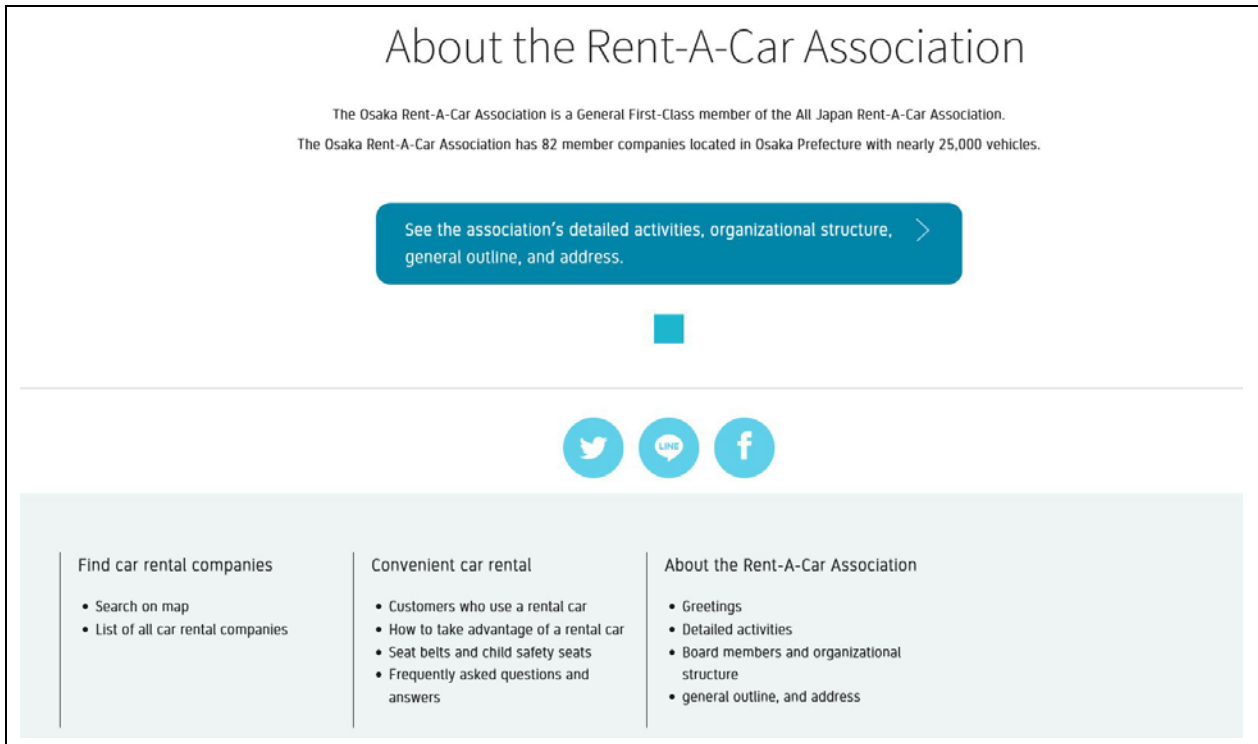 About the Rent-A-Car Association
The Osaka Rent-A-Car Association is a General First-Class member of the All Japan Rent-A-Car Association.
The Osaka Rent-A-Car Association has 82 member companies located in Osaka Prefecture with nearly 25,000 vehicles.
See the association's detailed activities, organizational structure,
general outline, and address.
LINE
Find car rental companies
• Search on map
• List of all car rental companies
Convenient car rental
• Customers who use a rental car
• How to take advantage of a rental car
• Seat belts and child safety seats
• Frequently asked questions and
answers
About the Rent-A-Car Association
• Greetings
• Detailed activities
• Board members and organizational
structure
• general outline, and address